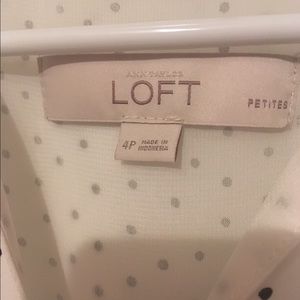 ANN TAYLOR
LOFT
PETITES
4P
MADE IN
INDONESIA